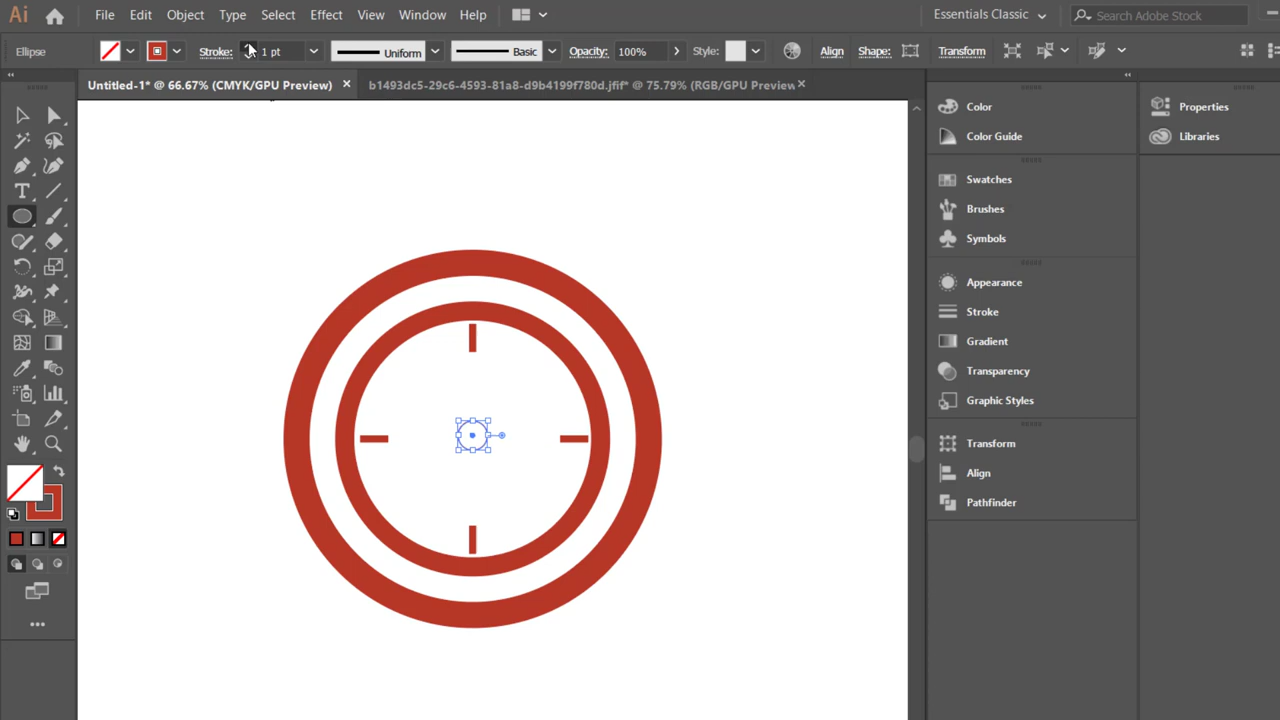 Ai File Edit Object Type Select Effect View Window Help Essentials Classic Search Adobe Stock
Ellipse Stroke: 1 pt Uniform Basic Opacity: 100% Style: Align Shape: Transform
Untitled-1* @ 66.67% (CMYK/GPU Preview) × b1493dc5-29c6-4593-81a8-d9b4199f780d.jfif* @ 75.79% (RGB/GPU Preview ×
Color
Color Guide
Swatches
Brushes
Symbols
Appearance
Stroke
Gradient
Transparency
Graphic Styles
Transform
Align
Pathfinder
Properties
Libraries
T